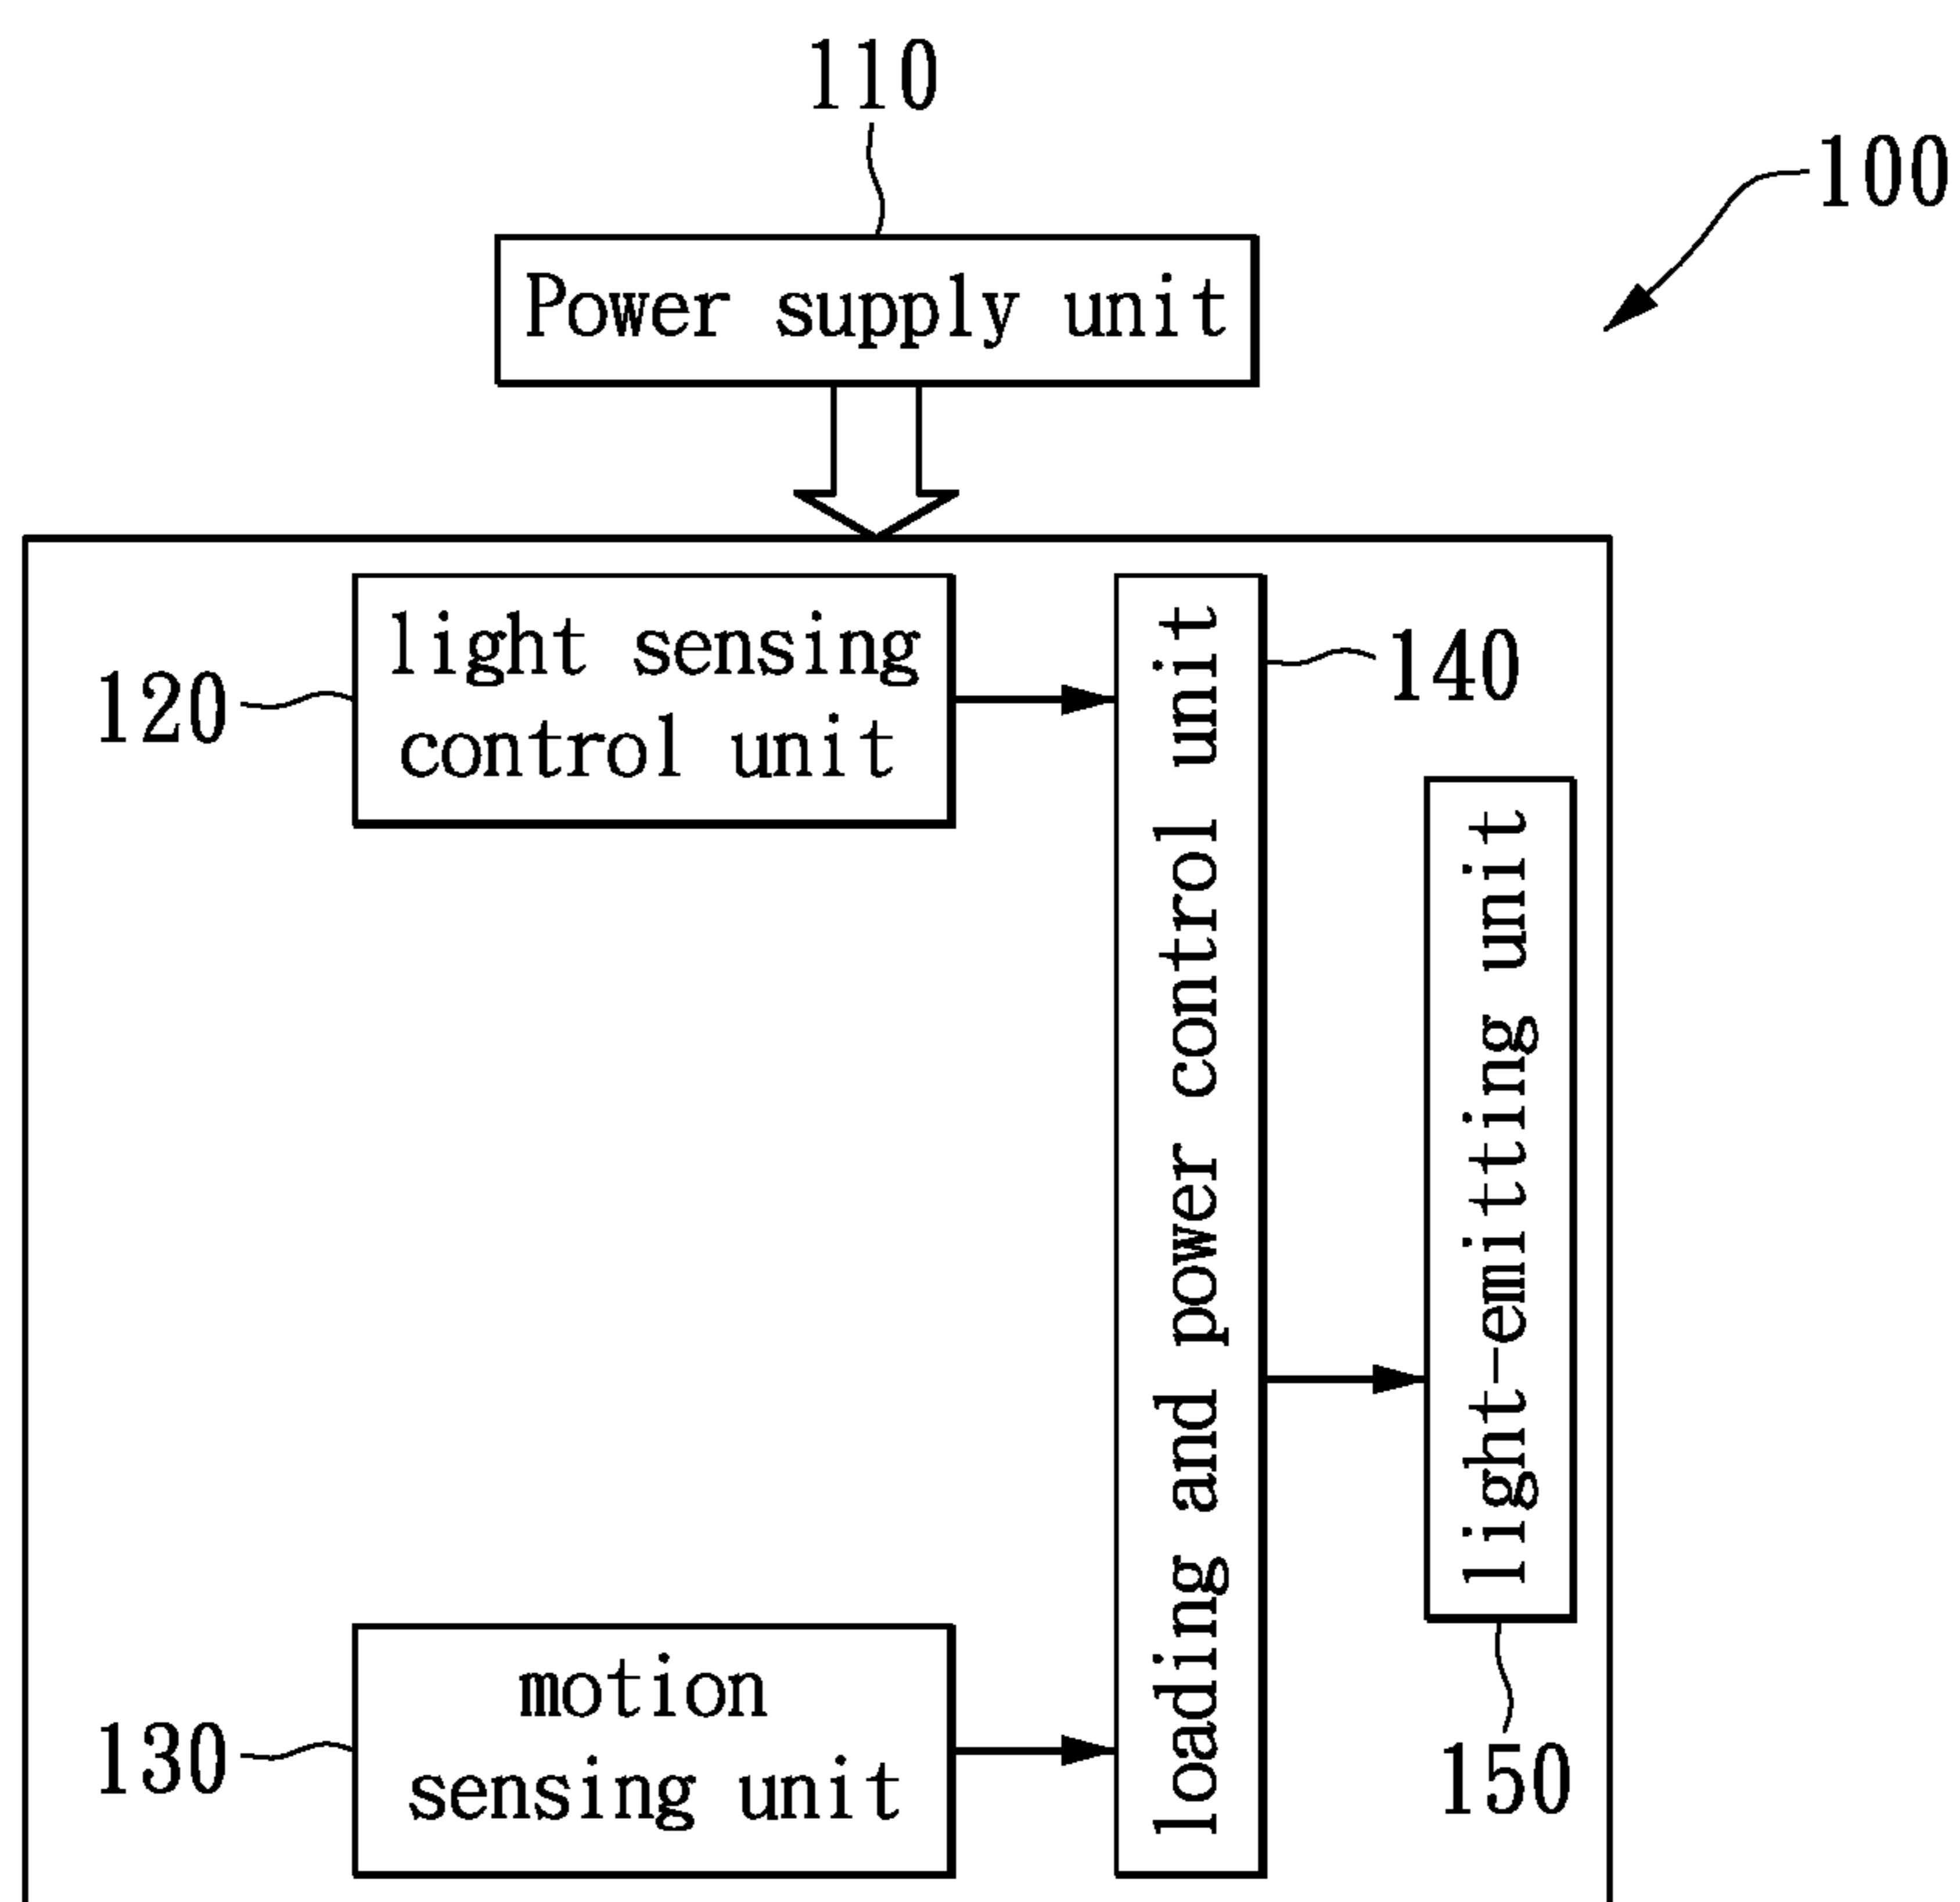 110
100
Power supply unit
light sensing
control unit
120
140
loading and power control unit
light-emitting unit
motion
sensing unit
130
150